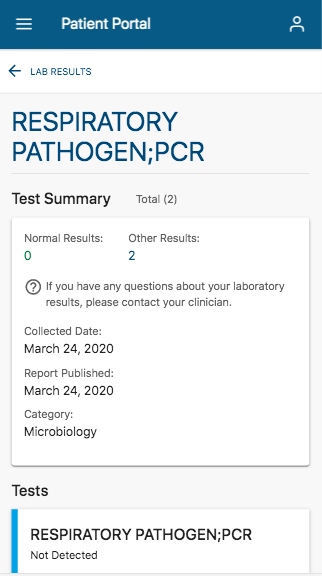 Patient Portal
LAB RESULTS
RESPIRATORY
PATHOGEN;PCR
Test Summary Total (2)
Normal Results: Other Results:
0 2
If you have any questions about your laboratory
results, please contact your clinician.
Collected Date:
March 24, 2020
Report Published:
March 24, 2020
Category:
Microbiology
Tests
RESPIRATORY PATHOGEN;PCR
Not Detected